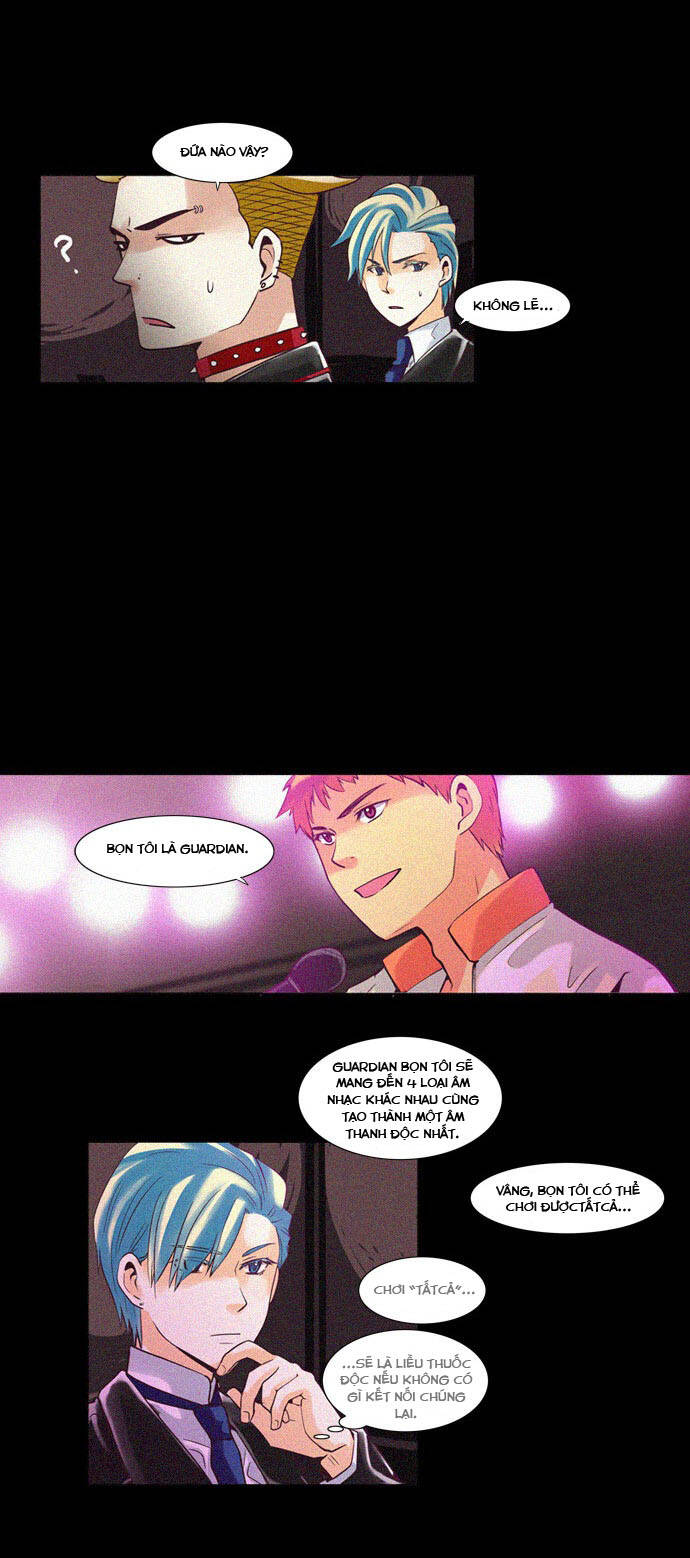 ĐỨA NÀO VẬY?
?
KHÔNG LẼ...
BỌN TÔI LÀ GUARDIAN.
GUARDIAN BỌN TÔI SẼ
MANG ĐẾN 4 LOẠI ÂM
NHẠC KHÁC NHAU CÙNG
TẠO THÀNH MỘT ÂM
THANH ĐỘC NHẤT.
VÂNG, BỌN TÔI CÓ THỂ
CHƠI ĐƯỢCTẤTCẢ...
CHƠI "TẤTCẢ"...
...SẼ LÀ LIỀU THUỐC
ĐỘC NẾU KHÔNG CÓ
GÌ KẾT NỐI CHÚNG
LẠI.